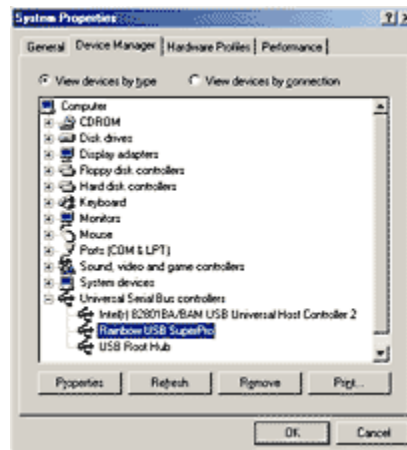 System Properties
General Device Manager Hardware Profiles Performance
View devices by type View devices by connection
Computer
CDROM
Disk drives
Display adapters
Floppy disk controllers
Hard disk controllers
Keyboard
Monitors
Mouse
Ports (COM & LPT)
Sound, video and game controllers
System devices
Universal Serial Bus controllers
Intel(r) 82801BA/BAM USB Universal Host Controller 2
Rainbow USB SuperPro
USB Root Hub
Properties Refresh Remove Print...
OK Cancel